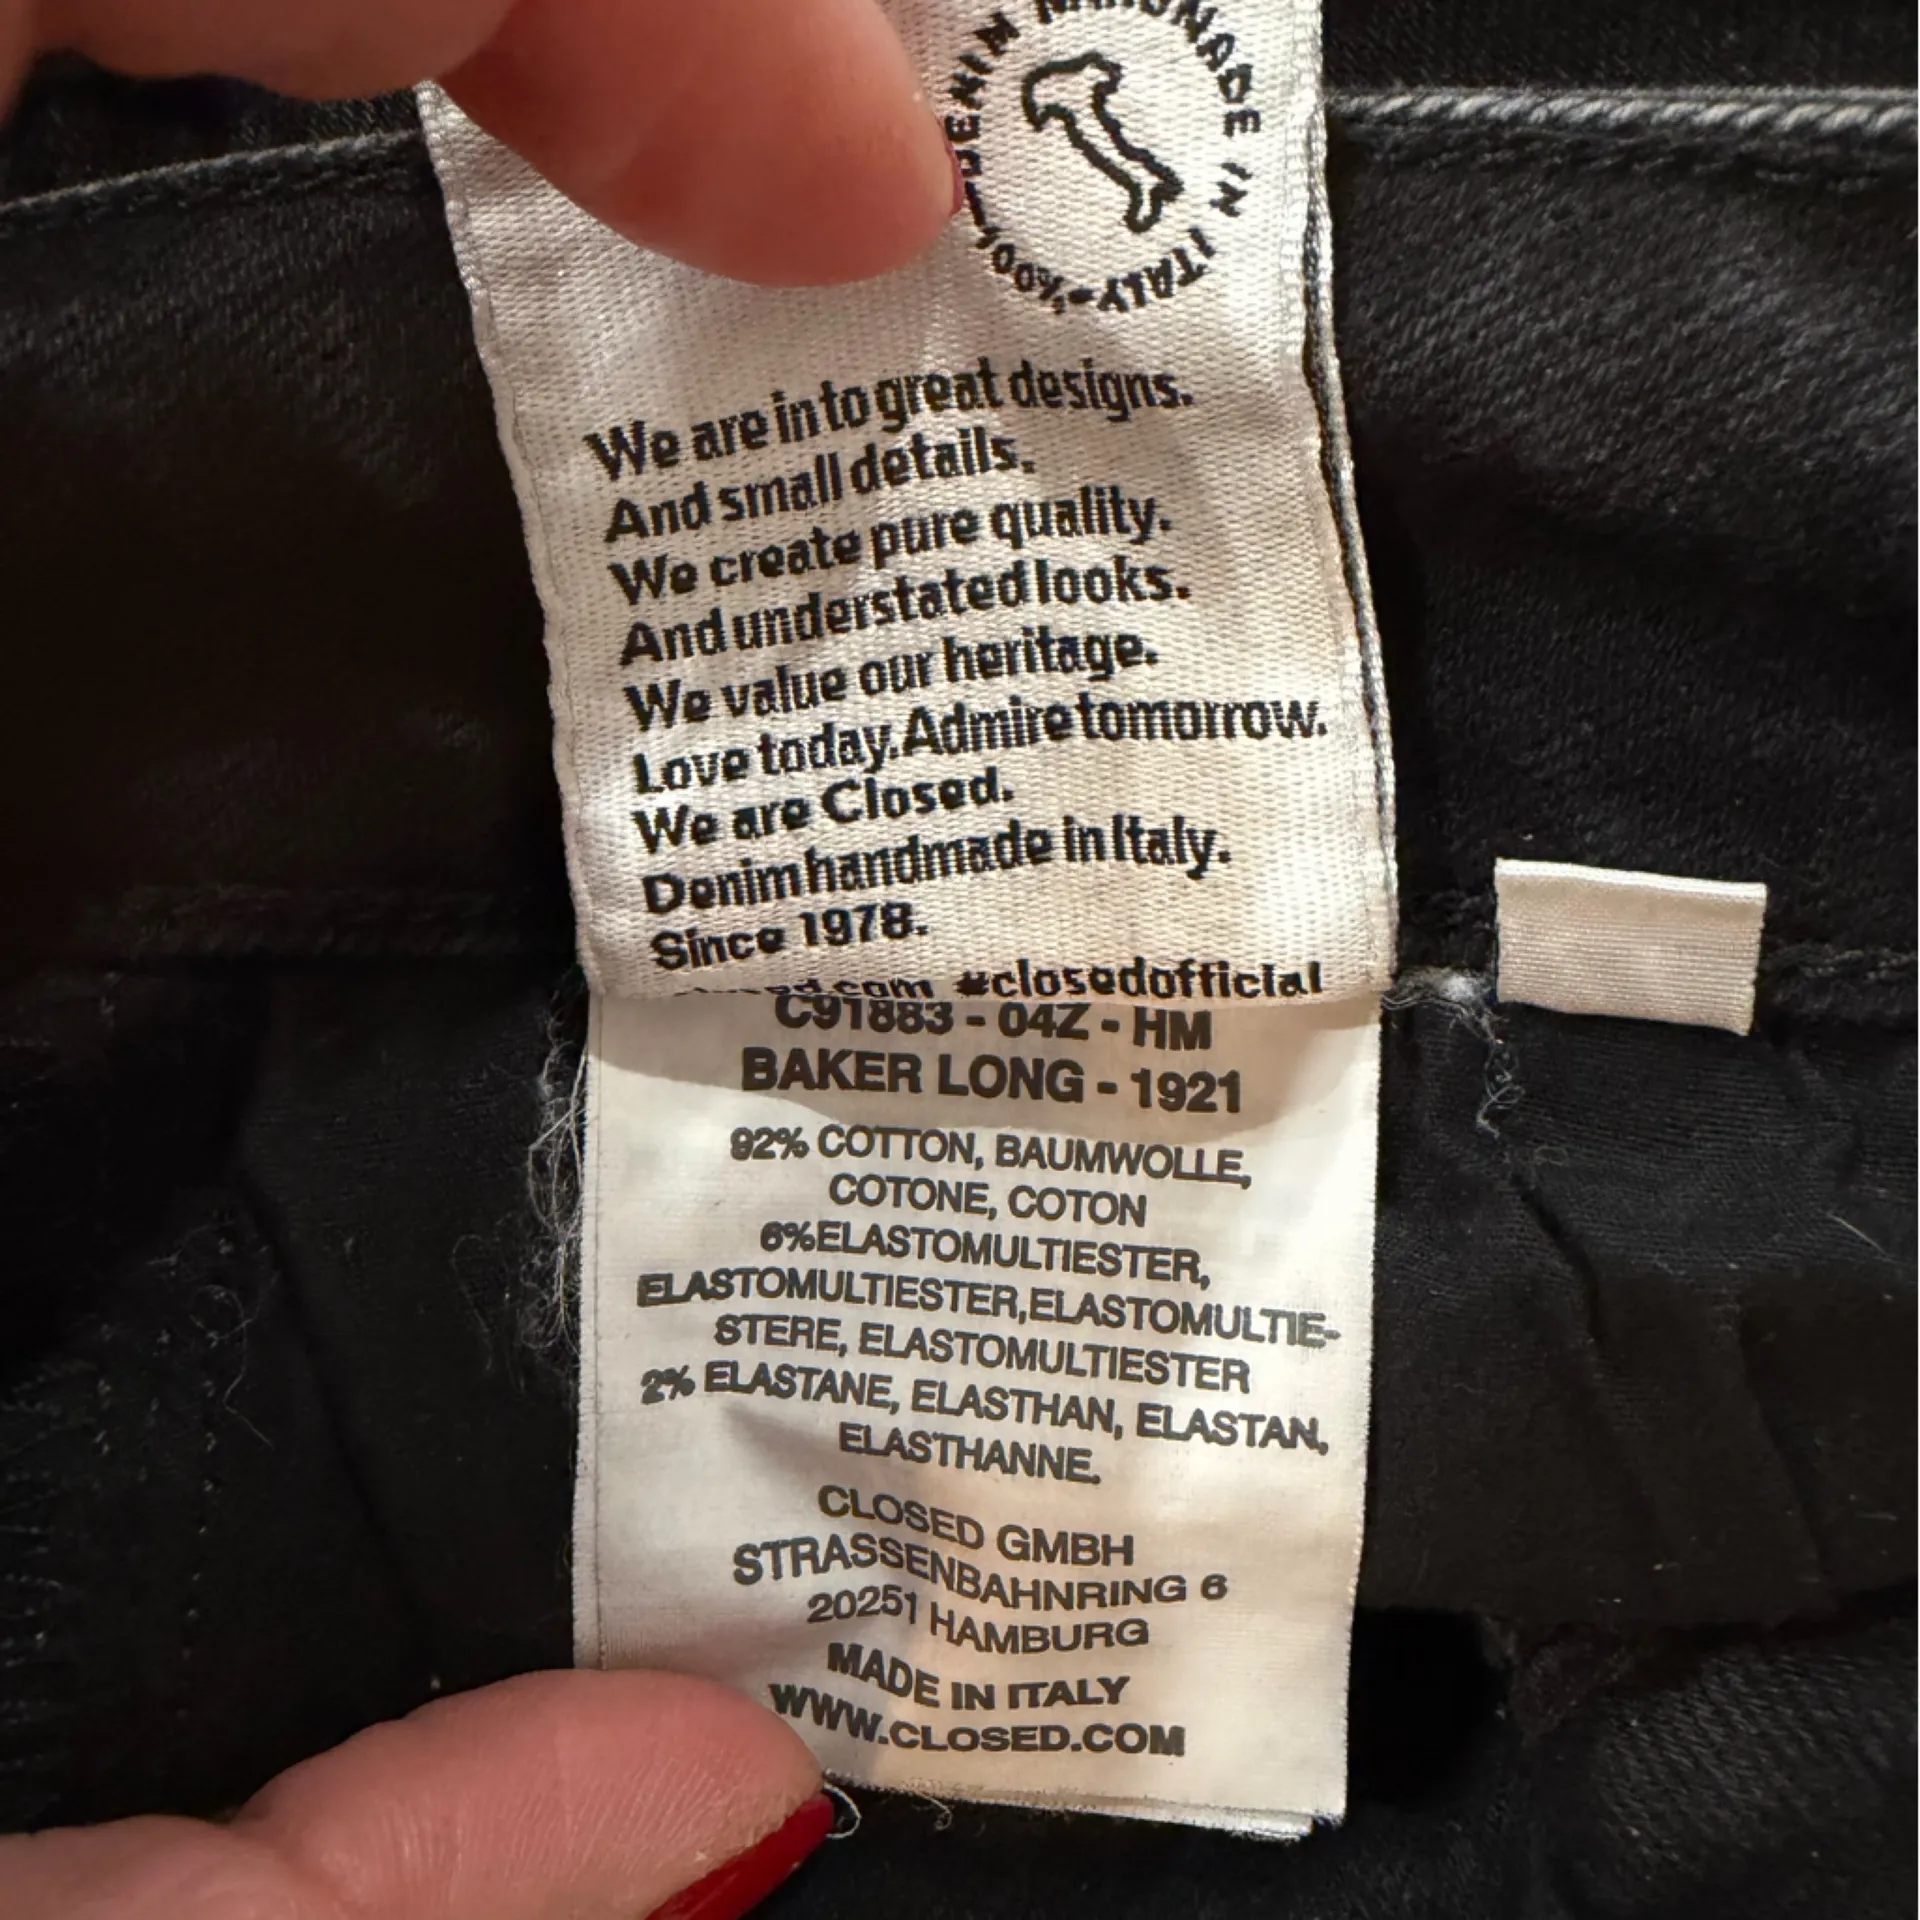 HANDMADE IN ITALY - 100% DENIM
We are into great designs.
And small details.
We create pure quality.
And understated looks.
We value our heritage.
Love today. Admire tomorrow.
We are Closed.
Denim handmade in Italy.
Since 1978.
closed.com #closedofficial
C91883 - 04Z - HM
BAKER LONG - 1921
92% COTTON, BAUMWOLLE,
COTONE, COTON
6%ELASTOMULTIESTER,
ELASTOMULTIESTER,ELASTOMULTIE-
STERE, ELASTOMULTIESTER
2% ELASTANE, ELASTHAN, ELASTAN,
ELASTHANNE.
CLOSED GMBH
STRASSENBAHNRING 6
20251 HAMBURG
MADE IN ITALY
WWW.CLOSED.COM